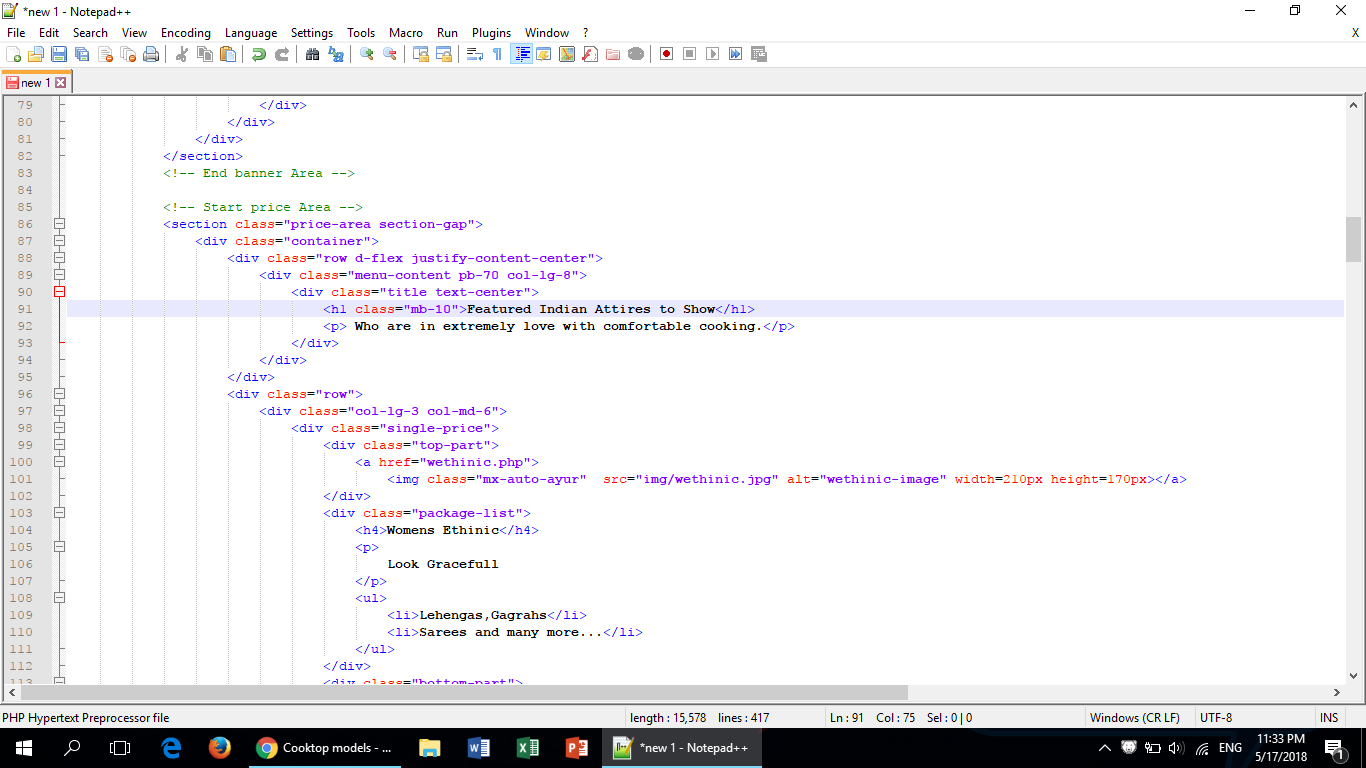 *new 1 - Notepad++
File Edit Search View Encoding Language Settings Tools Macro Run Plugins Window ? X
new 1
79 </div>
80 </div>
81 </div>
82 </section>
83 <!-- End banner Area -->
84
85 <!-- Start price Area -->
86 <section class="price-area section-gap">
87 <div class="container">
88 <div class="row d-flex justify-content-center">
89 <div class="menu-content pb-70 col-lg-8">
90 <div class="title text-center">
91 <h1 class="mb-10">Featured Indian Attires to Show</h1>
92 <p> Who are in extremely love with comfortable cooking.</p>
93 </div>
94 </div>
95 </div>
96 <div class="row">
97 <div class="col-lg-3 col-md-6">
98 <div class="single-price">
99 <div class="top-part">
100 <a href="wethinic.php">
101 <img class="mx-auto-ayur"  src="img/wethinic.jpg" alt="wethinic-image" width=210px height=170px></a>
102 </div>
103 <div class="package-list">
104 <h4>Womens Ethinic</h4>
105 <p>
106 Look Gracefull
107 </p>
108 <ul>
109 <li>Lehengas,Gagrahs</li>
110 <li>Sarees and many more...</li>
111 </ul>
112 </div>
113 <div class="bottom-part">
PHP Hypertext Preprocessor file length : 15,578 lines : 417 Ln : 91 Col : 75 Sel : 0 | 0 Windows (CR LF) UTF-8 INS
Cooktop models - ... *new 1 - Notepad++ ENG 11:33 PM
5/17/2018 1